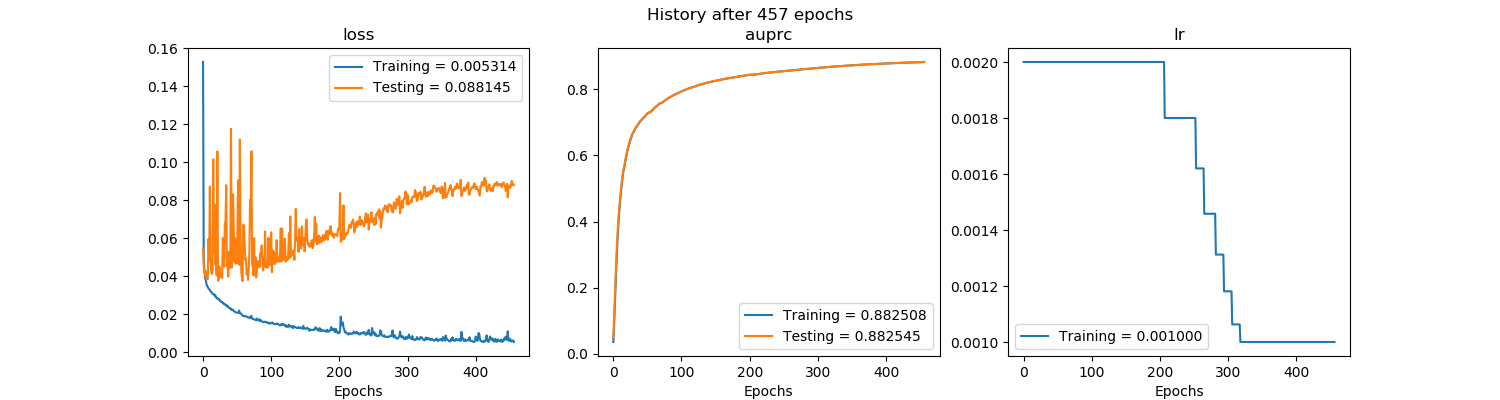 History after 457 epochs
loss
0.16
0.14
0.12
0.10
0.08
0.06
0.04
0.02
0.00
Training = 0.005314
Testing = 0.088145
0 100 200 300 400
Epochs
auprc
0.8
0.6
0.4
0.2
0.0
Training = 0.882508
Testing = 0.882545
0 100 200 300 400
Epochs
lr
0.0020
0.0018
0.0016
0.0014
0.0012
0.0010
Training = 0.001000
0 100 200 300 400
Epochs